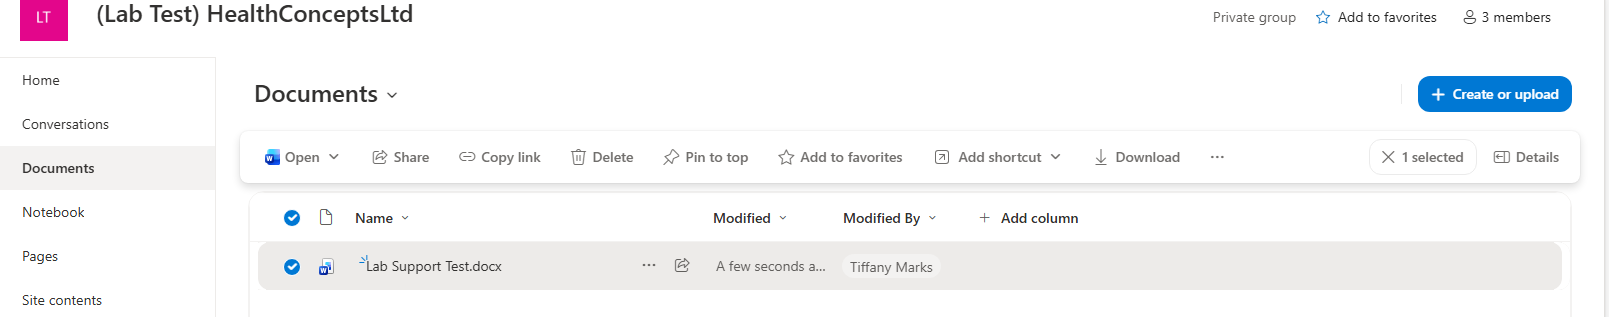 LT
(Lab Test) HealthConceptsLtd
Private group
Add to favorites
3 members
Home
Conversations
Documents
Notebook
Pages
Site contents
Documents
Create or upload
Open
Share
Copy link
Delete
Pin to top
Add to favorites
Add shortcut
Download
...
1 selected
Details
Name
Modified
Modified By
Add column
Lab Support Test.docx
...
A few seconds a...
Tiffany Marks